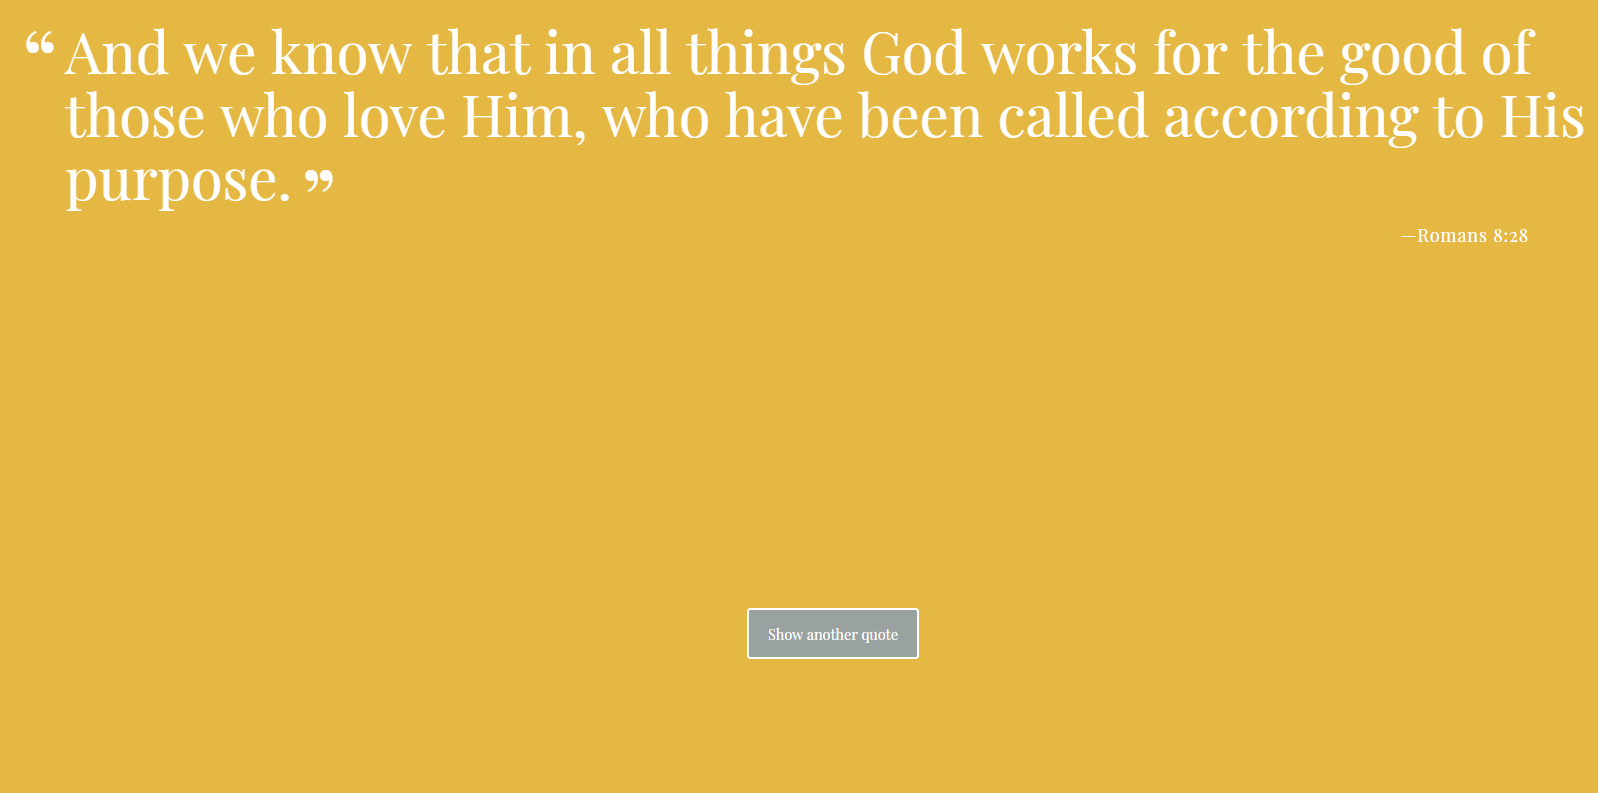 “ And we know that in all things God works for the good of
those who love Him, who have been called according to His
purpose. ”
—Romans 8:28
Show another quote